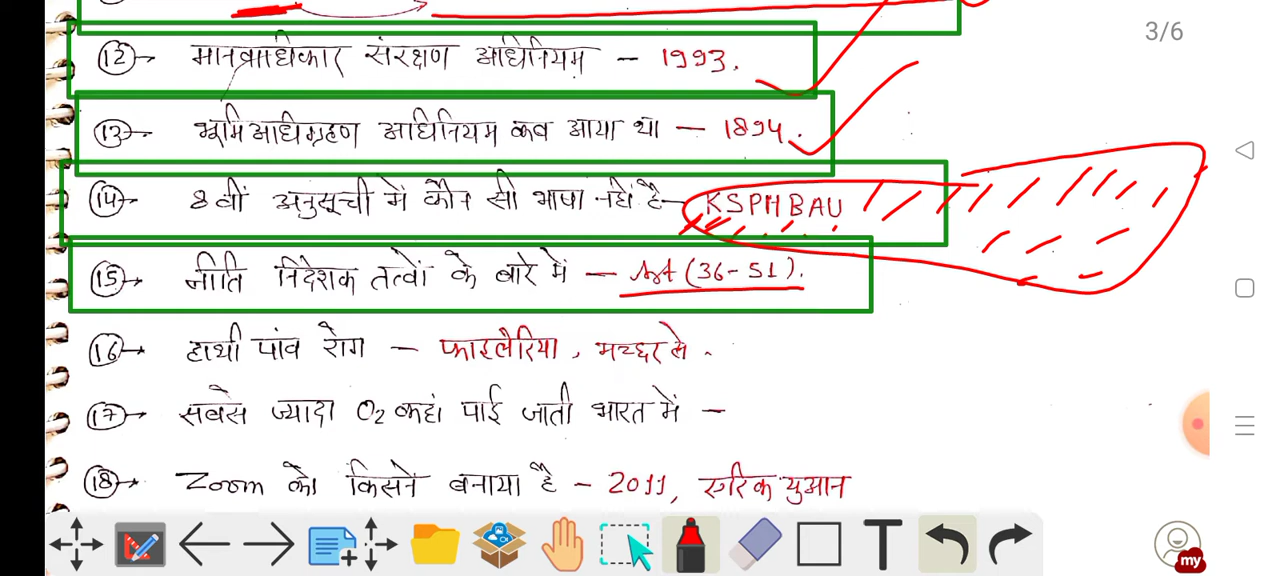 3/6
(12)→ मानवाधिकार संरक्षण अधिनियम - 1993.
(13)→ भूमि अधिग्रहण अधिनियम कब आया था - 1894.
(14)→ 8वीं अनुसूची में कौन सी भाषा नहीं है - KSPHBAU
(15)→ नीति निदेशक तत्वों के बारे में - Art (36-51).
(16)→ हाथी पांव रोग - फाइलेरिया, मच्छर से.
(17)→ सबसे ज्यादा O2 कहां पाई जाती भारत में -
(18)→ Zoom को किसने बनाया है - 2011, एरिक युआन
T
my